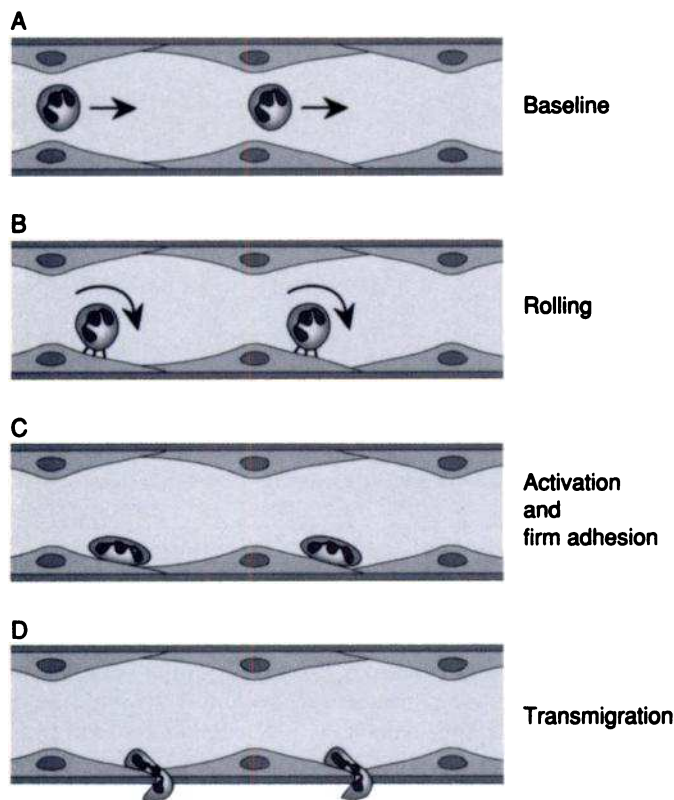 A
Baseline
B
Rolling
C
Activation
and
firm adhesion
D
Transmigration